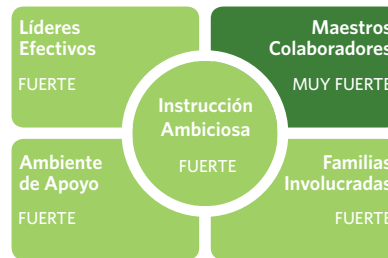 Líderes
Efectivos
FUERTE
Maestros
Colaboradores
MUY FUERTE
Instrucción
Ambiciosa
FUERTE
Ambiente
de Apoyo
FUERTE
Familias
Involucradas
FUERTE